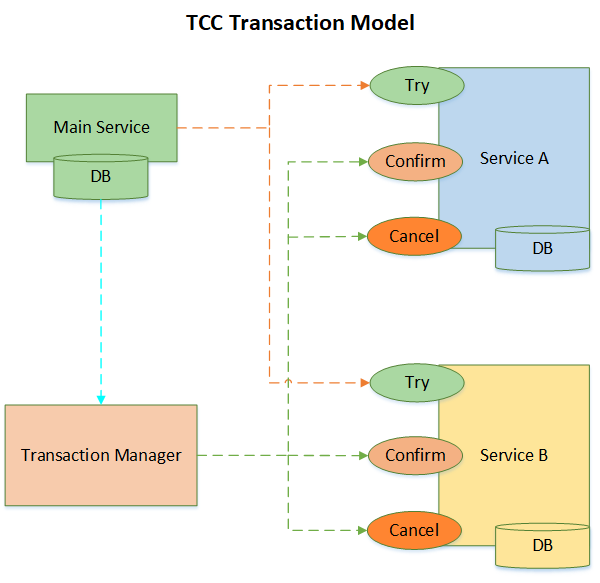 TCC Transaction Model
Main Service
DB
Try
Confirm
Service A
Cancel
DB
Try
Transaction Manager
Confirm
Service B
Cancel
DB